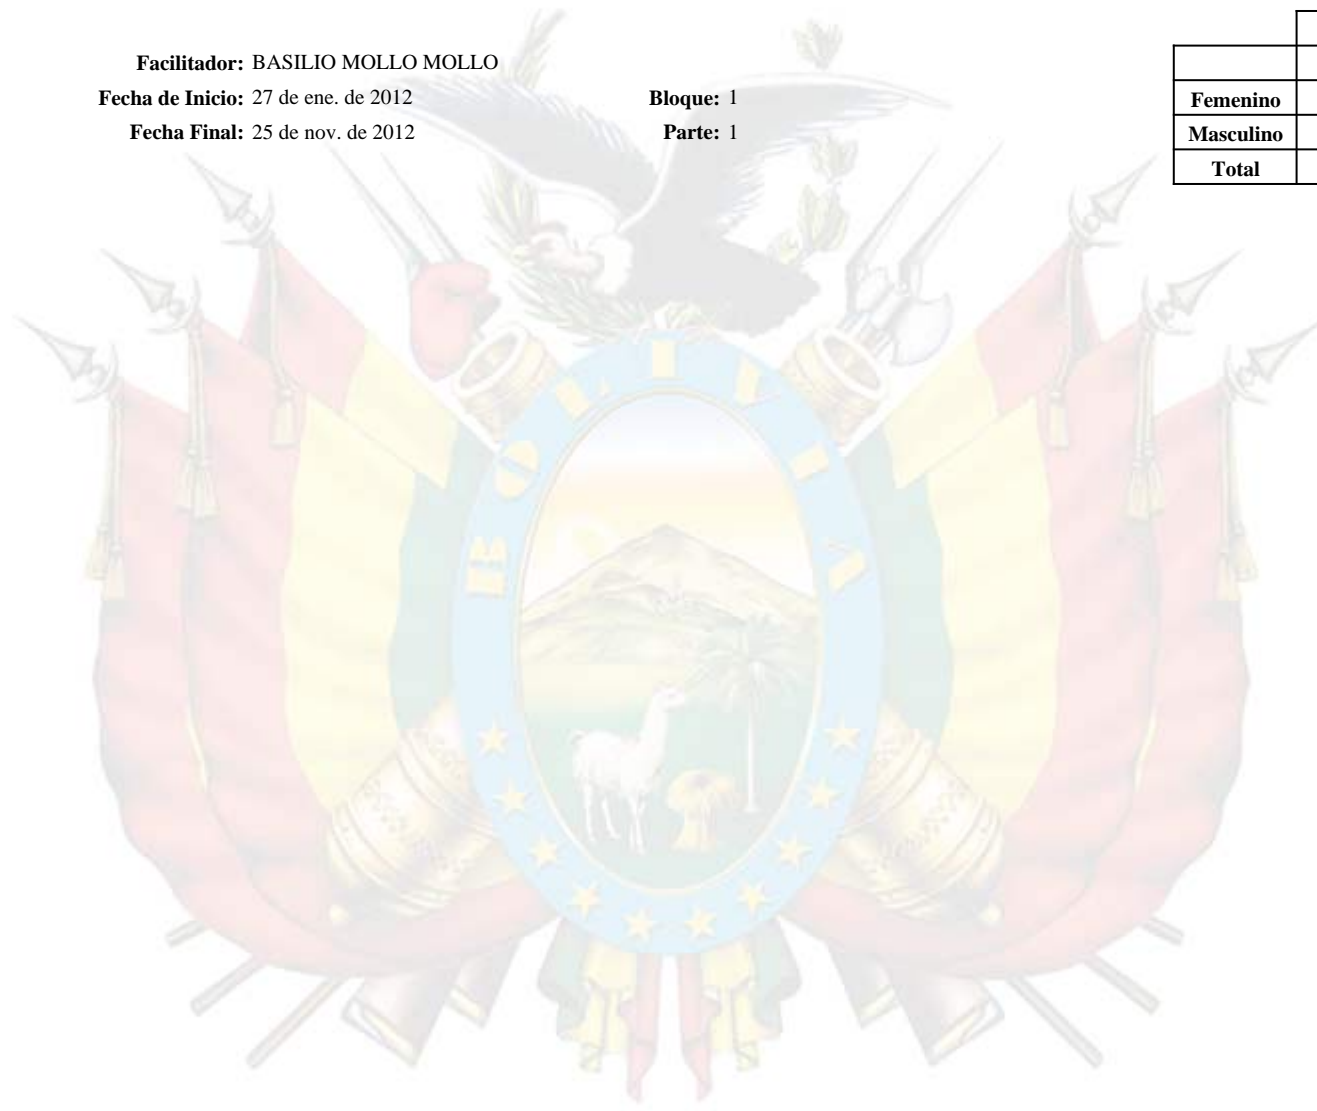 Facilitador: BASILIO MOLLO MOLLO
Fecha de Inicio: 27 de ene. de 2012 Bloque: 1
Fecha Final: 25 de nov. de 2012 Parte: 1
Femenino
Masculino
Total
BOLIVIA